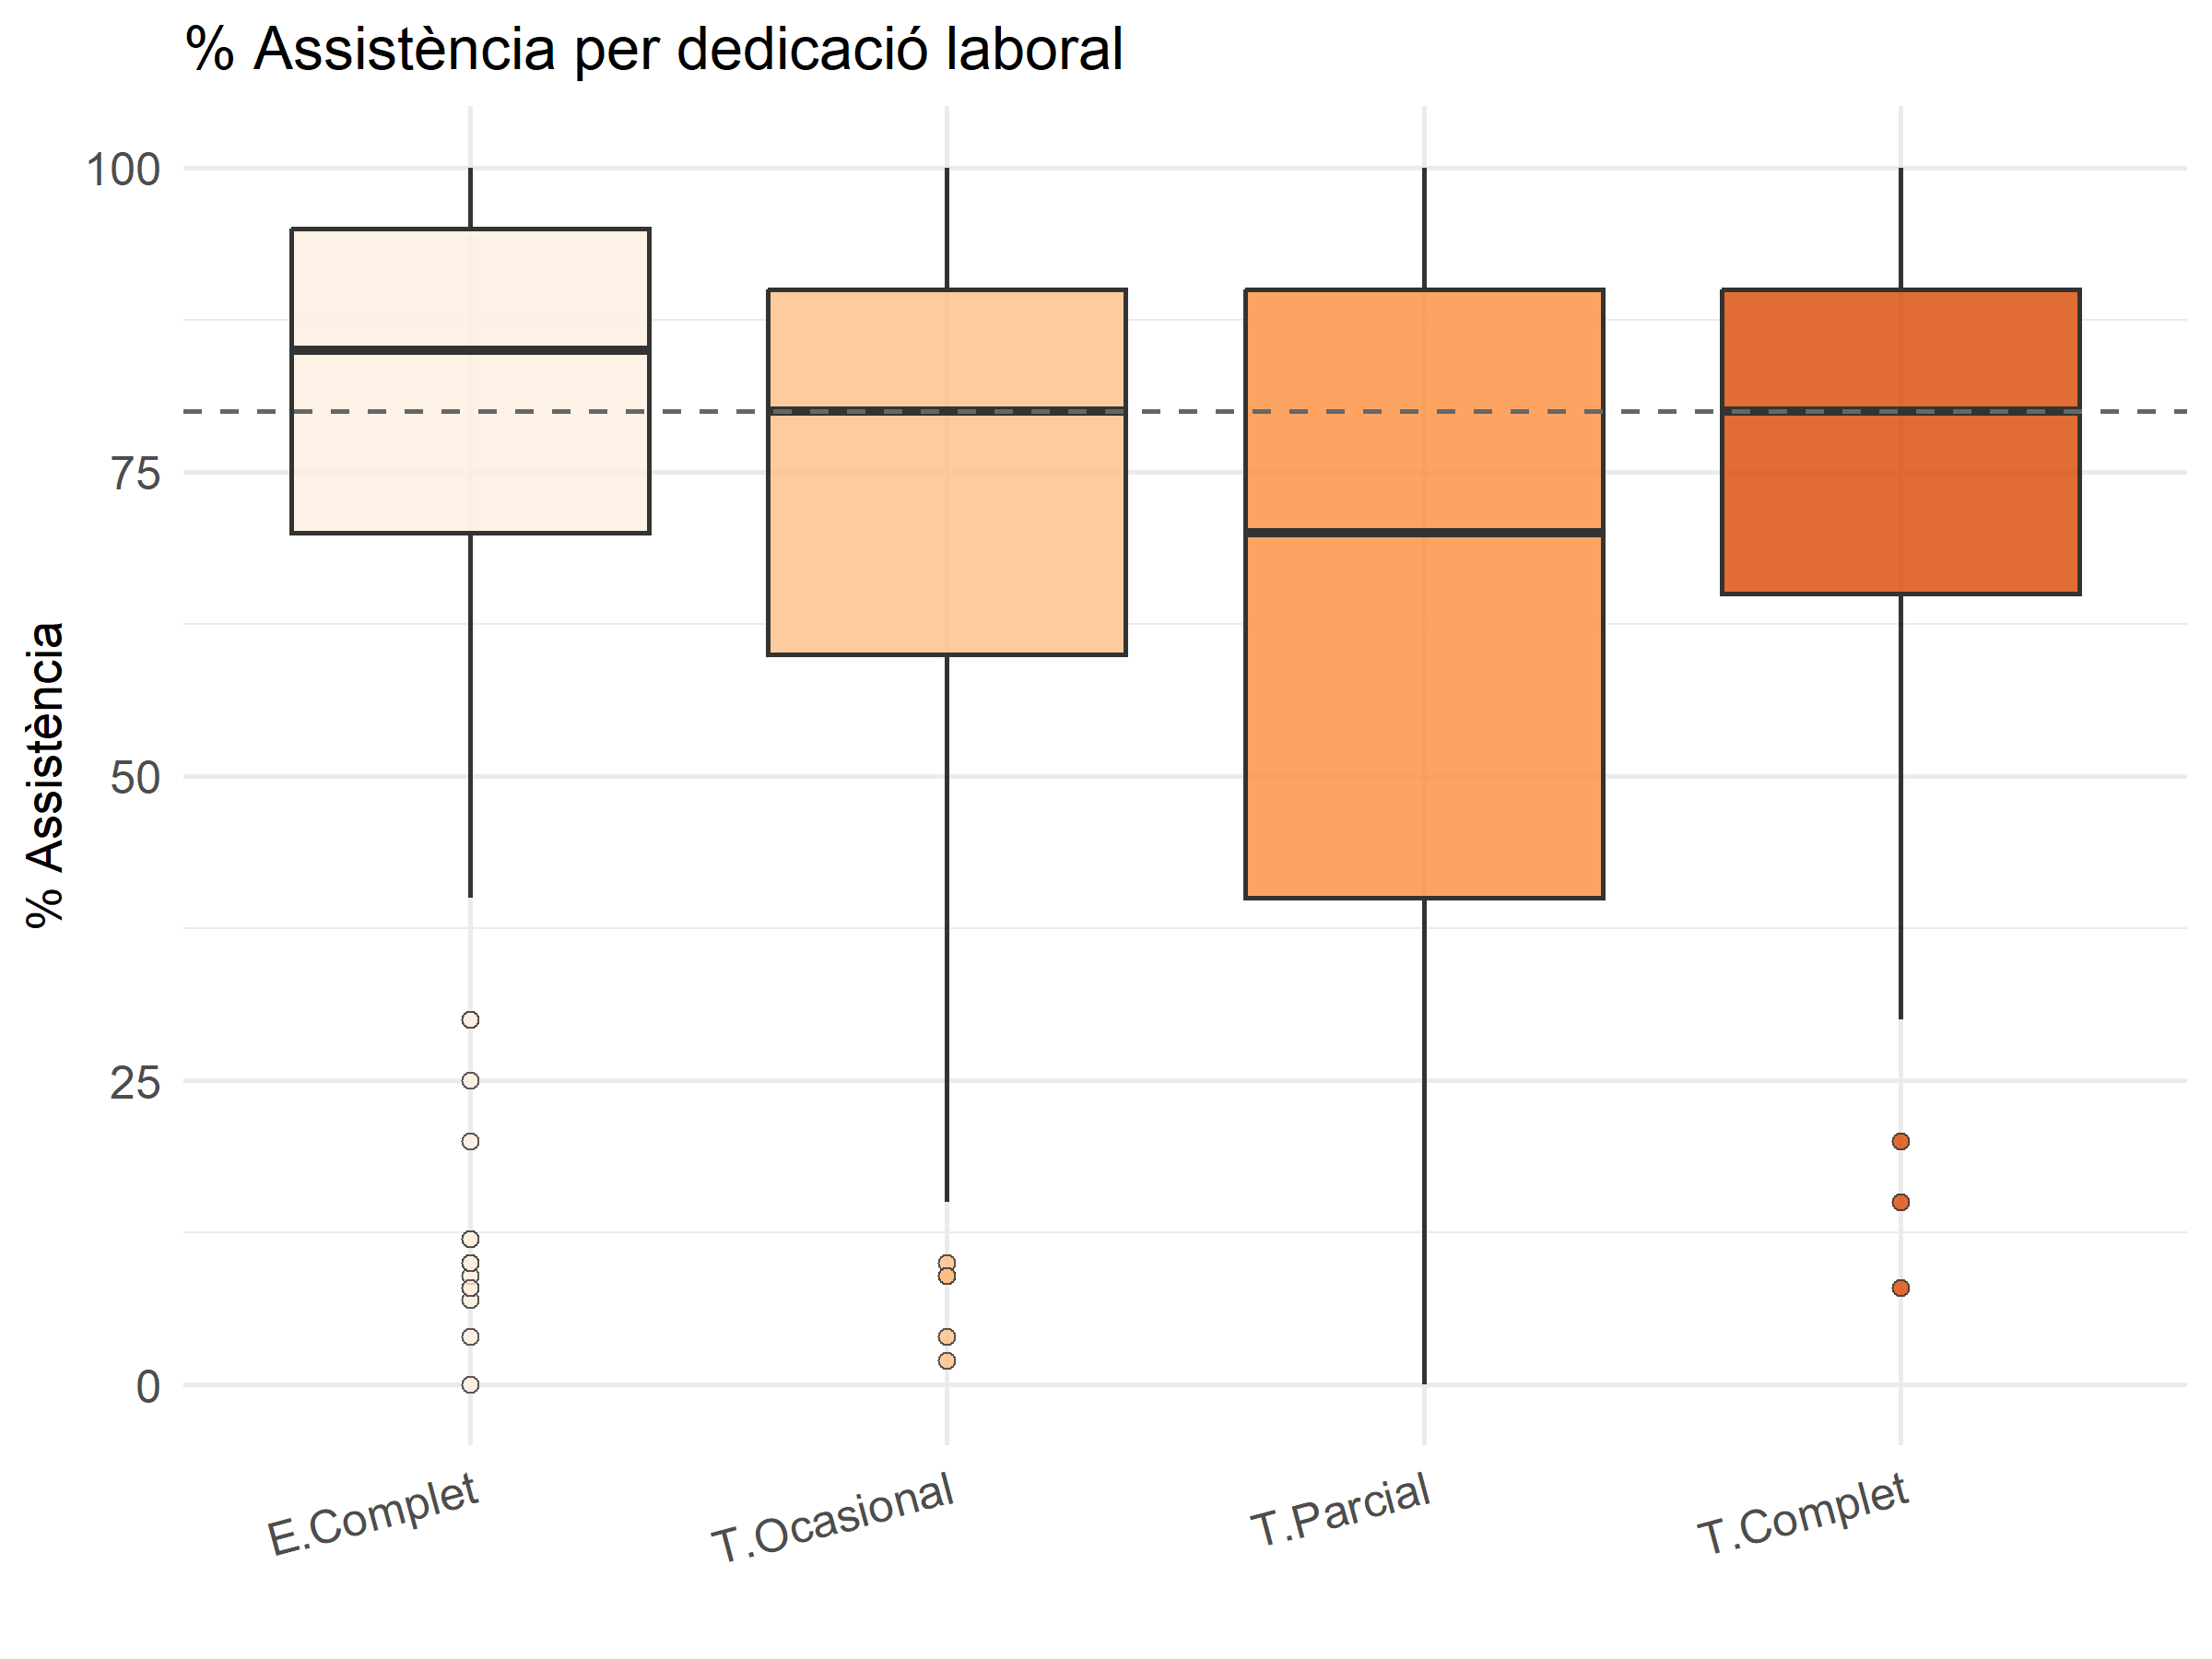 % Assistència per dedicació laboral
% Assistència
100
75
50
25
0
E.Complet
T.Ocasional
T.Parcial
T.Complet